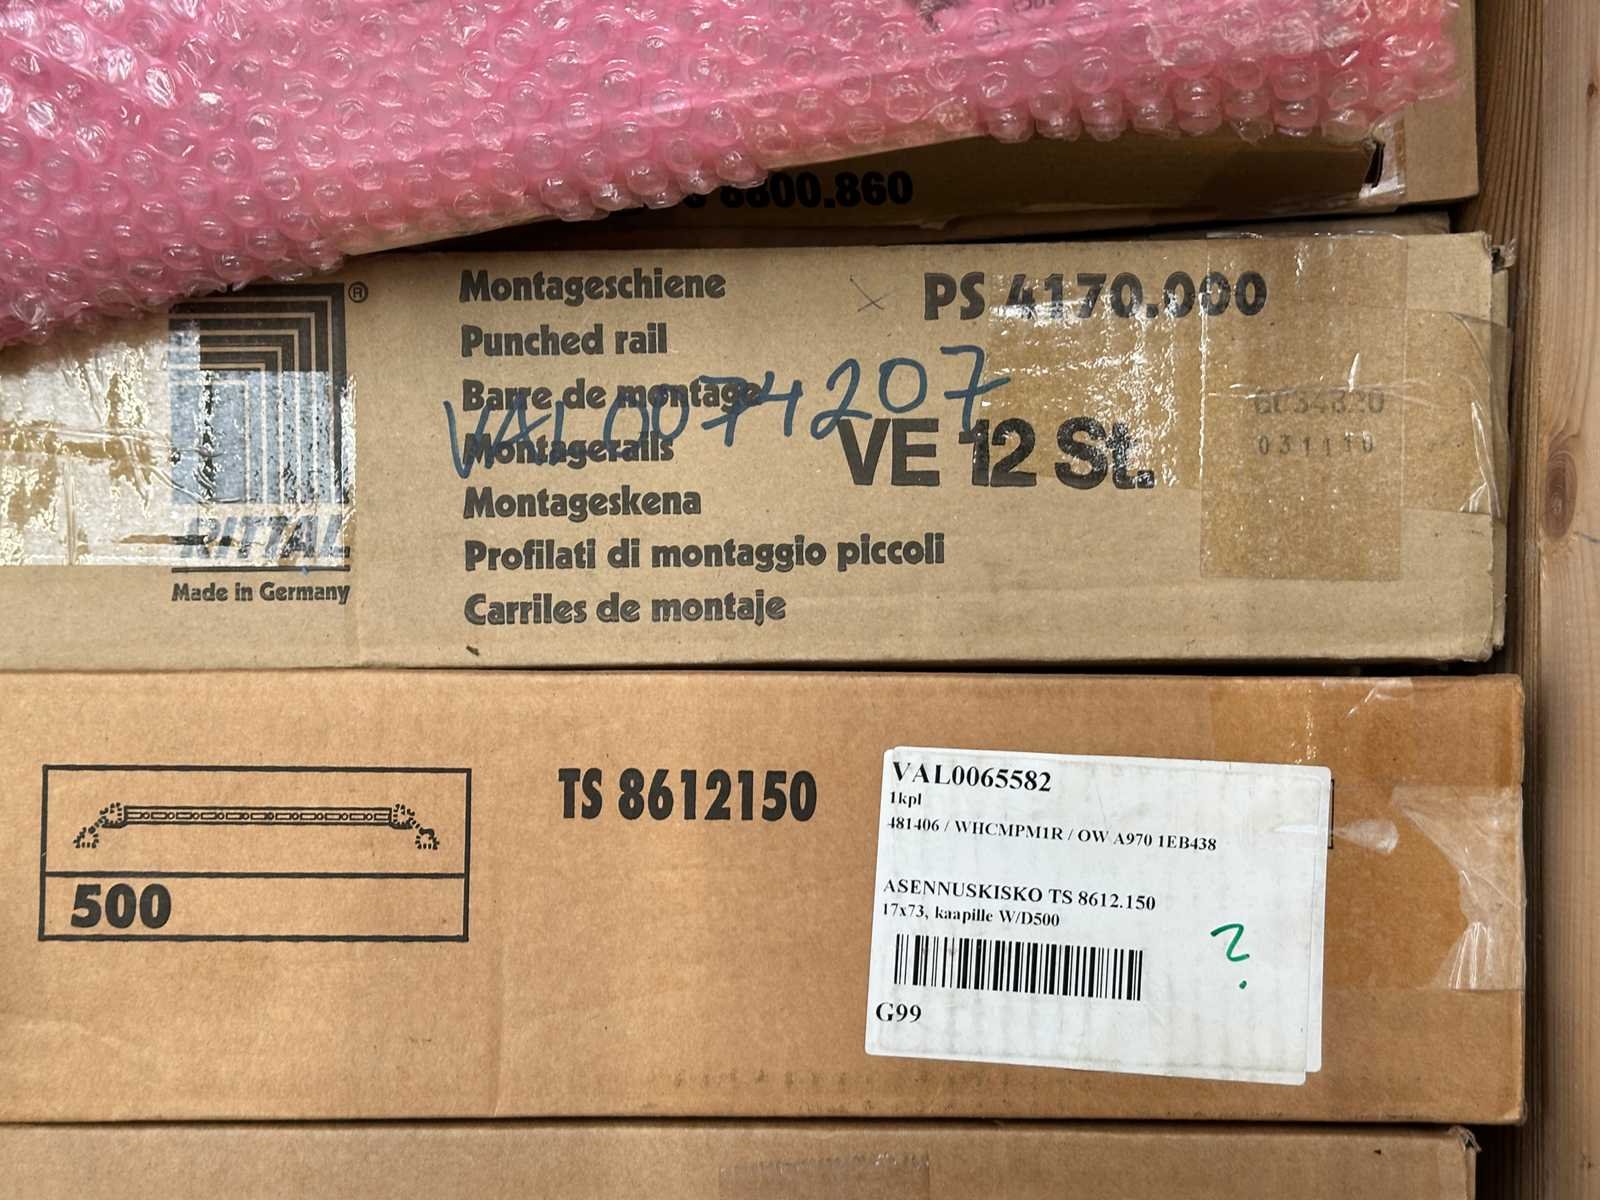 8800.860
®
RITTAL
Made in Germany
Montageschiene
Punched rail
Barre de montage
Montagerails
Montageskena
Profilati di montaggio piccoli
Carriles de montaje
PS 4170.000
VAL0074207
VE 12 St.
031110
500
TS 8612150
VAL0065582
1kpl
481406 / WHCMPM1R / OW A970 1EB438
ASENNUSKISKO TS 8612.150
17x73, kaapille W/D500
?
G99